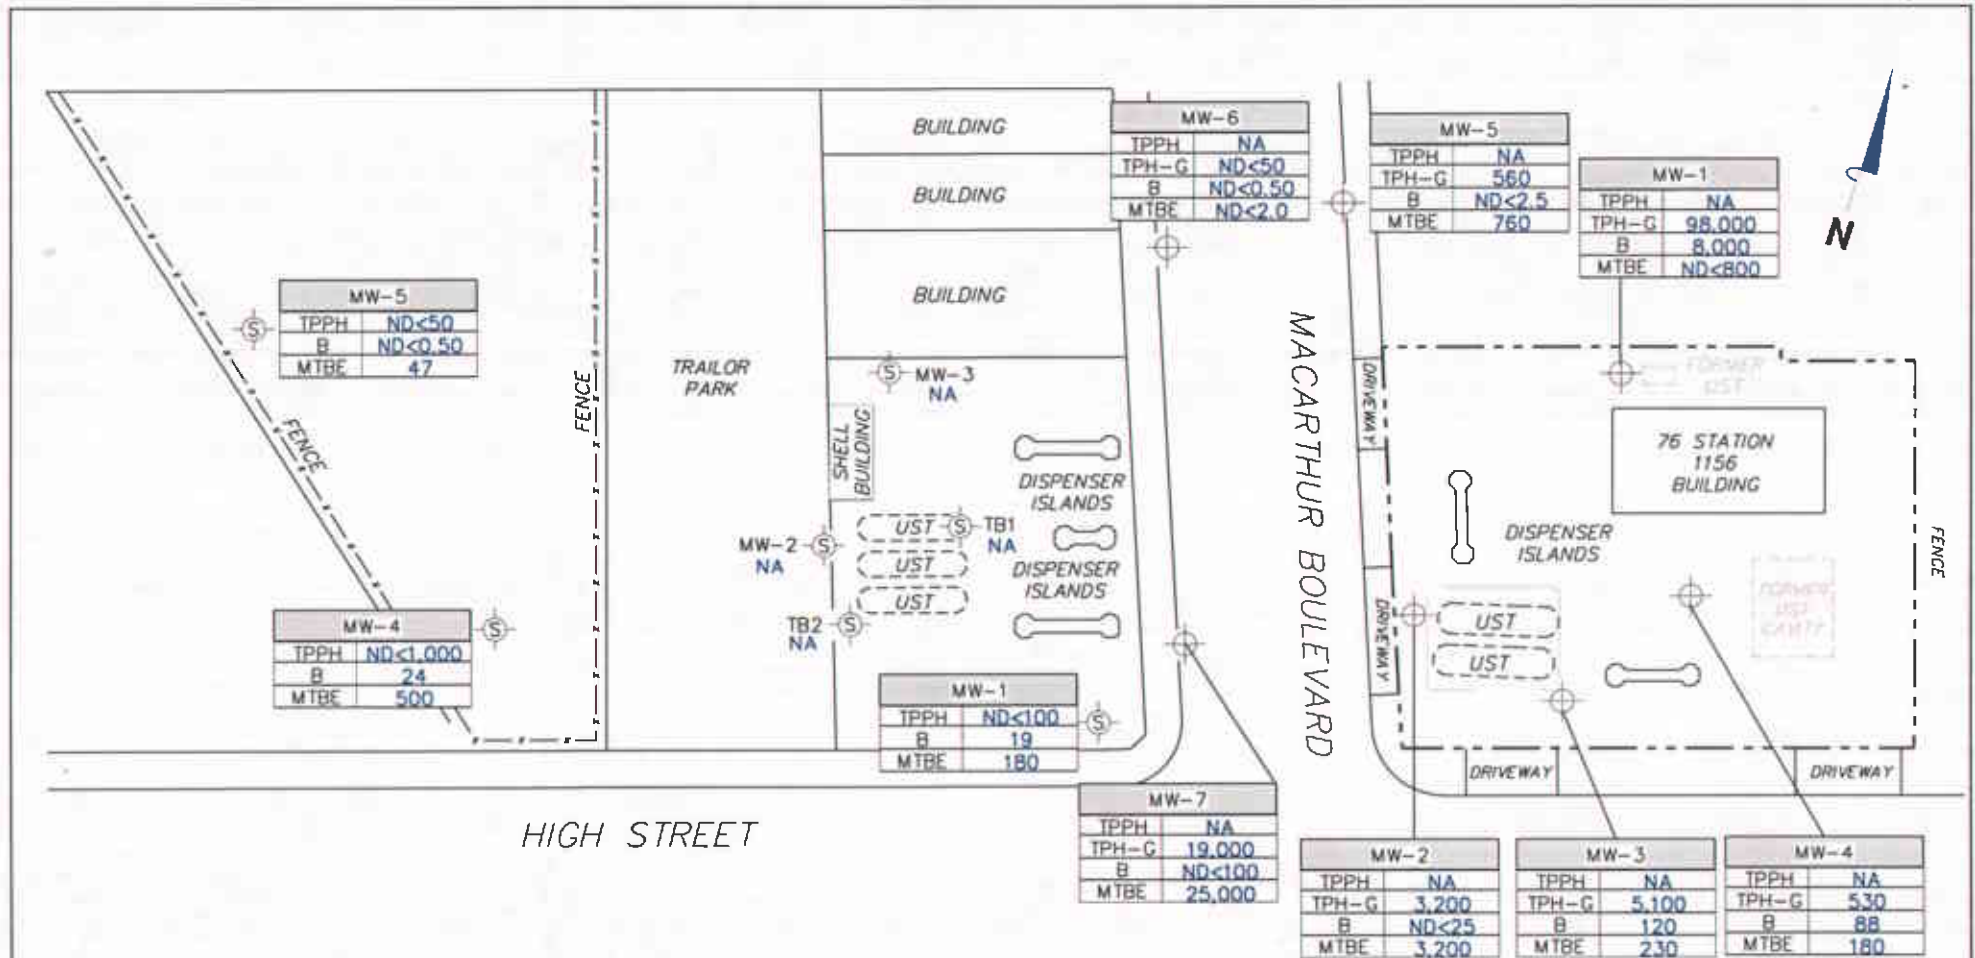 BUILDING
BUILDING
BUILDING
MW-6
TPPH NA
TPH-G ND<50
B ND<0.50
MTBE ND<2.0
MW-5
TPPH NA
TPH-G 560
B ND<2.5
MTBE 760
MW-1
TPPH NA
TPH-G 98,000
B 8,000
MTBE ND<800
N
MW-5
TPPH ND<50
B ND<0.50
MTBE 47
S
FENCE
FENCE
TRAILOR
PARK
S MW-3
NA
SHELL
BUILDING
DISPENSER
ISLANDS
UST S TB1
NA
MW-2 S
NA
UST
UST
DISPENSER
ISLANDS
TB2 S
NA
MACARTHUR BOULEVARD
DRIVEWAY
DRIVEWAY
FORMER
UST
76 STATION
1156
BUILDING
DISPENSER
ISLANDS
FENCE
FORMER
UST
CAVITY
UST
UST
MW-4
TPPH ND<1,000
B 24
MTBE 500
S
MW-1
TPPH ND<100
B 19
MTBE 180
S
DRIVEWAY
DRIVEWAY
HIGH STREET
MW-7
TPPH NA
TPH-G 19,000
B ND<100
MTBE 25,000
MW-2
TPPH NA
TPH-G 3,200
B ND<25
MTBE 3,200
MW-3
TPPH NA
TPH-G 5,100
B 120
MTBE 230
MW-4
TPPH NA
TPH-G 530
B 88
MTBE 180